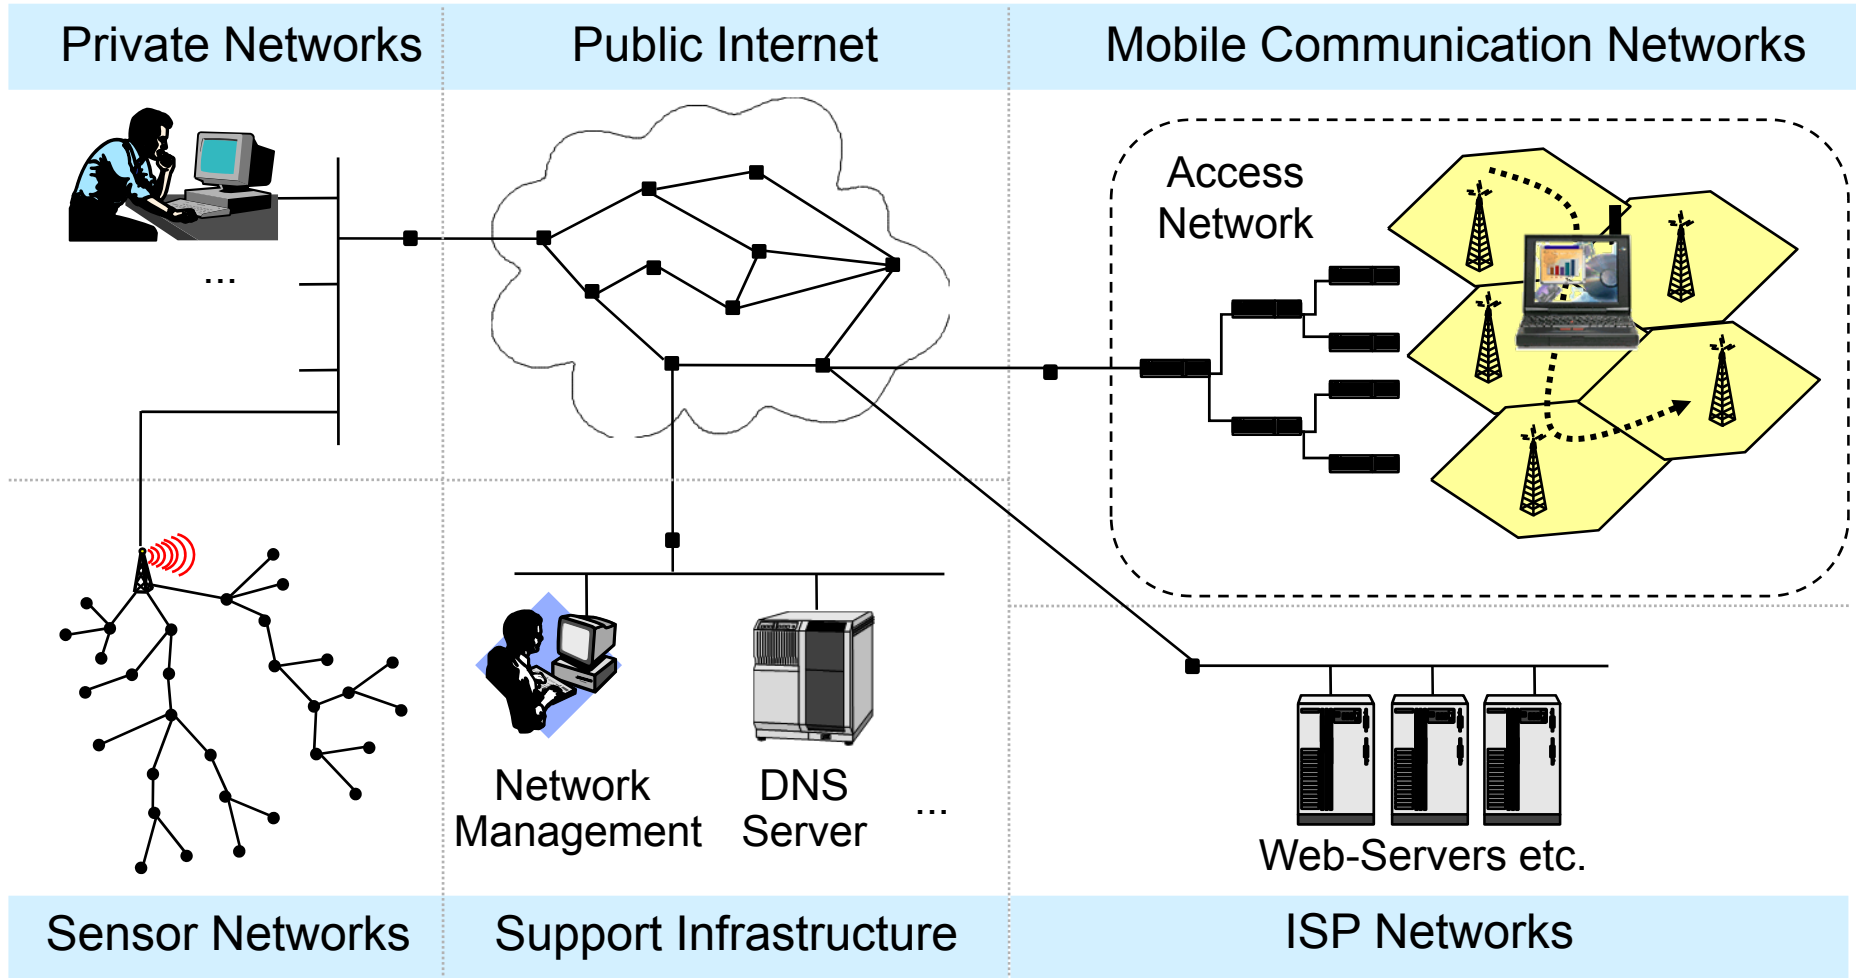 Private Networks
Public Internet
Mobile Communication Networks
Access
Network
...
Network
Management
DNS
Server
...
Web-Servers etc.
Sensor Networks
Support Infrastructure
ISP Networks